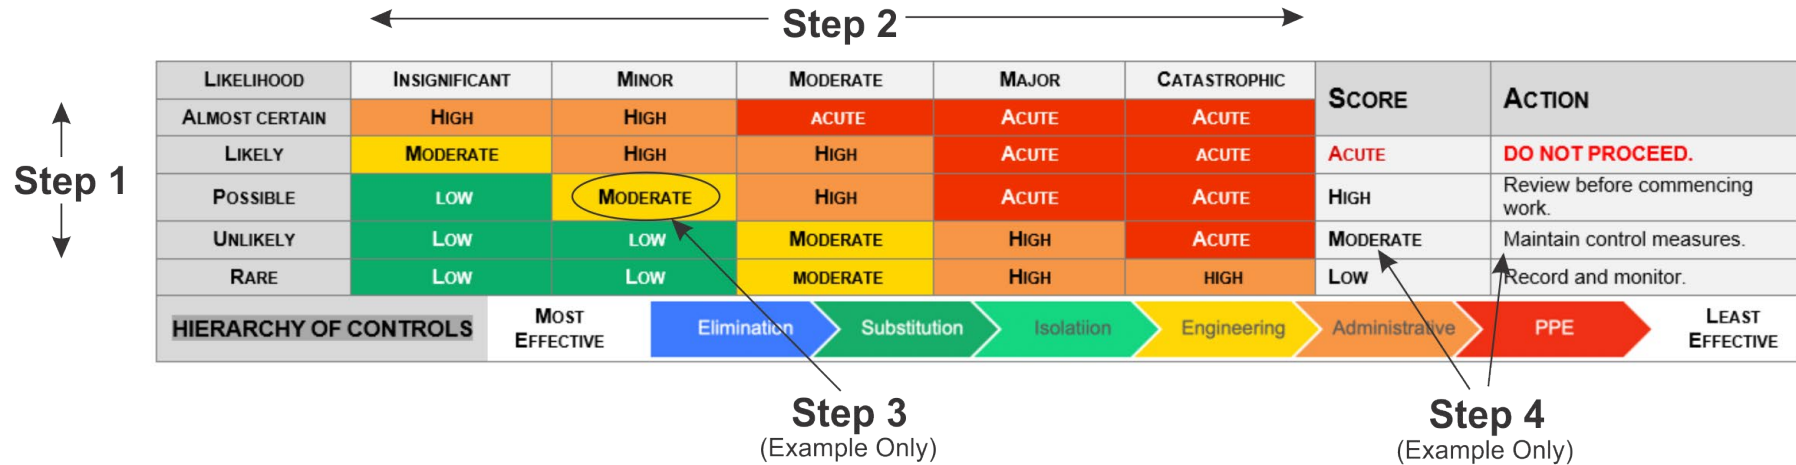 Step 2
LIKELIHOOD INSIGNIFICANT MINOR MODERATE MAJOR CATASTROPHIC SCORE ACTION
ALMOST CERTAIN HIGH HIGH ACUTE ACUTE ACUTE
LIKELY MODERATE HIGH HIGH ACUTE ACUTE ACUTE DO NOT PROCEED.
Step 1
POSSIBLE LOW MODERATE HIGH ACUTE ACUTE HIGH Review before commencing
work.
UNLIKELY LOW LOW MODERATE HIGH ACUTE MODERATE Maintain control measures.
RARE LOW LOW MODERATE HIGH HIGH LOW Record and monitor.
HIERARCHY OF CONTROLS MOST
EFFECTIVE Elimination Substitution Isolatiion Engineering Administrative PPE LEAST
EFFECTIVE
Step 3
(Example Only)
Step 4
(Example Only)